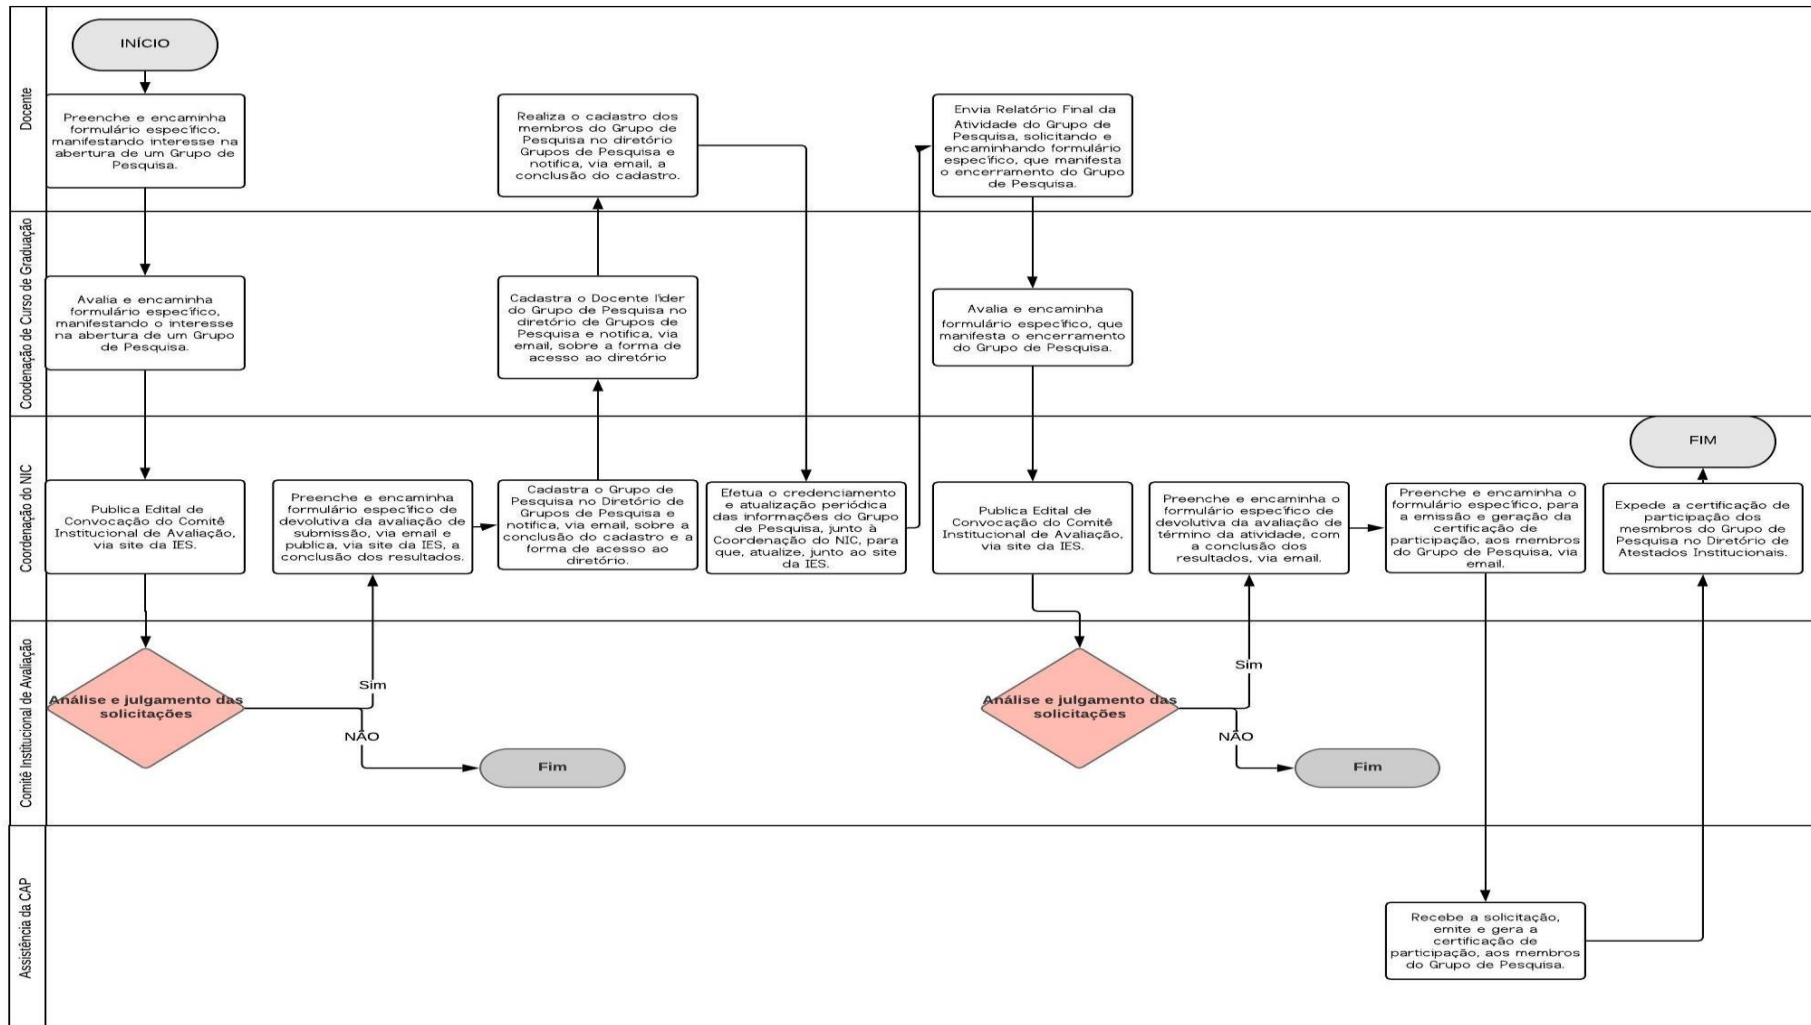 Docente
INÍCIO
Preenche e encaminha
formulário específico,
manifestando interesse na
abertura de um Grupo de
Pesquisa.
Realiza o cadastro dos
membros do Grupo de
Pesquisa no diretório
Grupos de Pesquisa e
notifica, via email, a
conclusão do cadastro.
Envia Relatório Final da
Atividade do Grupo de
Pesquisa, solicitando e
encaminhando formulário
específico, que manifesta
o encerramento do Grupo
de Pesquisa.
Coodenação de Curso de Graduação
Avalia e encaminha
formulário específico,
manifestando o interesse
na abertura de um Grupo
de Pesquisa.
Cadastra o Docente líder
do Grupo de Pesquisa no
diretório de Grupos de
Pesquisa e notifica, via
email, sobre a forma de
acesso ao diretório
Avalia e encaminha
formulário específico, que
manifesta o encerramento
do Grupo de Pesquisa.
Coordenação do NIC
Publica Edital de
Convocação do Comitê
Institucional de Avaliação,
via site da IES.
Preenche e encaminha
formulário específico de
devolutiva da avaliação de
submissão, via email e
publica, via site da IES, a
conclusão dos resultados.
Cadastra o Grupo de
Pesquisa no Diretório de
Grupos de Pesquisa e
notifica, via email, sobre a
conclusão do cadastro e a
forma de acesso ao
diretório.
Efetua o credenciamento
e atualização periódica
das informações do Grupo
de Pesquisa, junto à
Coordenação do NIC, para
que, atualize, junto ao site
da IES.
Publica Edital de
Convocação do Comitê
Institucional de Avaliação,
via site da IES.
Preenche e encaminha o
formulário específico de
devolutiva da avaliação de
término da atividade, com
a conclusão dos
resultados, via email.
Preenche e encaminha o
formulário específico, para
a emissão e geração da
certificação de
participação, aos membros
do Grupo de Pesquisa, via
email.
FIM
Expede a certificação de
participação dos
mesmbros do Grupo de
Pesquisa no Diretório de
Atestados Institucionais.
Comitê Institucional de Avaliação
Análise e julgamento das
solicitações
Sim
NÃO
Fim
Análise e julgamento das
solicitações
Sim
NÃO
Fim
Assistência da CAP
Recebe a solicitação,
emite e gera a
certificação de
participação, aos membros
do Grupo de Pesquisa.